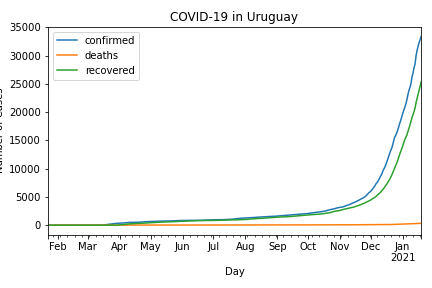 COVID-19 in Uruguay
35000
30000
25000
20000
15000
10000
5000
0
confirmed
deaths
recovered
Feb Mar Apr May Jun Jul Aug Sep Oct Nov Dec Jan
2021
Day